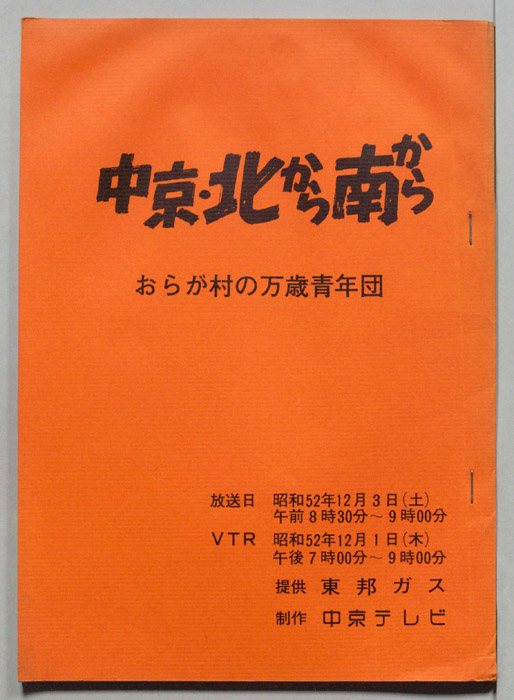 中京・北から南から
おらが村の万歳青年団
放送日 昭和52年12月3日(土)
午前8時30分～9時00分
VTR 昭和52年12月1日(木)
午後7時00分～9時00分
提供 東邦ガス
制作 中京テレビ